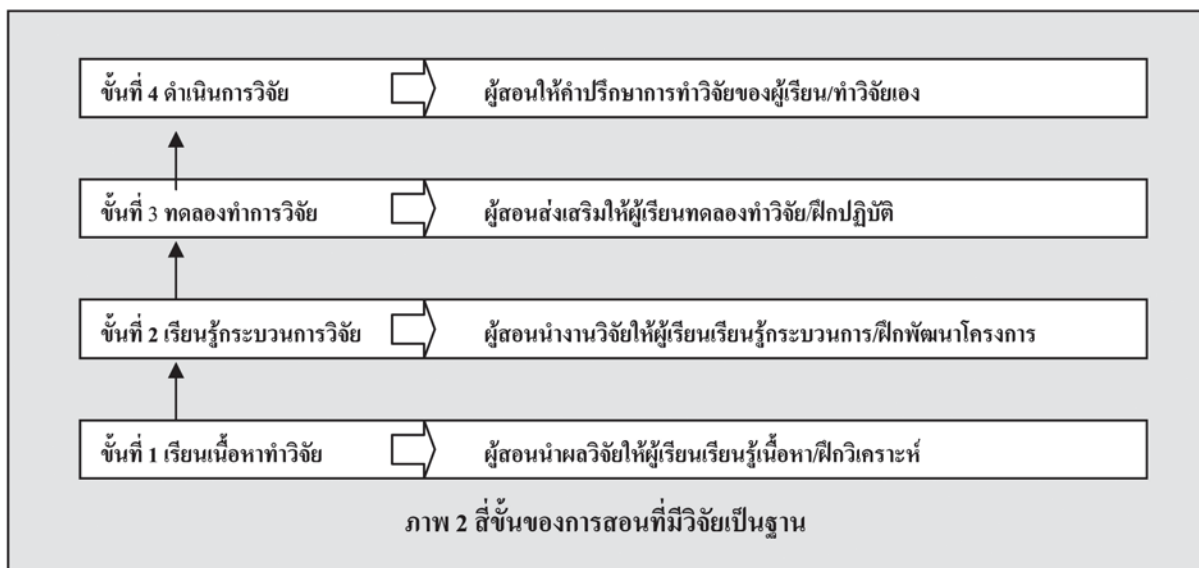 ขั้นที่ 4 ดำเนินการวิจัย ผู้สอนให้คำปรึกษาการทำวิจัยของผู้เรียน/ทำวิจัยเอง
ขั้นที่ 3 ทดลองทำการวิจัย ผู้สอนส่งเสริมให้ผู้เรียนทดลองทำวิจัย/ฝึกปฏิบัติ
ขั้นที่ 2 เรียนรู้กระบวนการวิจัย ผู้สอนนำงานวิจัยให้ผู้เรียนเรียนรู้กระบวนการ/ฝึกพัฒนาโครงการ
ขั้นที่ 1 เรียนเนื้อหาทำวิจัย ผู้สอนนำผลวิจัยให้ผู้เรียนเรียนรู้เนื้อหา/ฝึกวิเคราะห์
ภาพ 2 สี่ขั้นของการสอนที่มีวิจัยเป็นฐาน